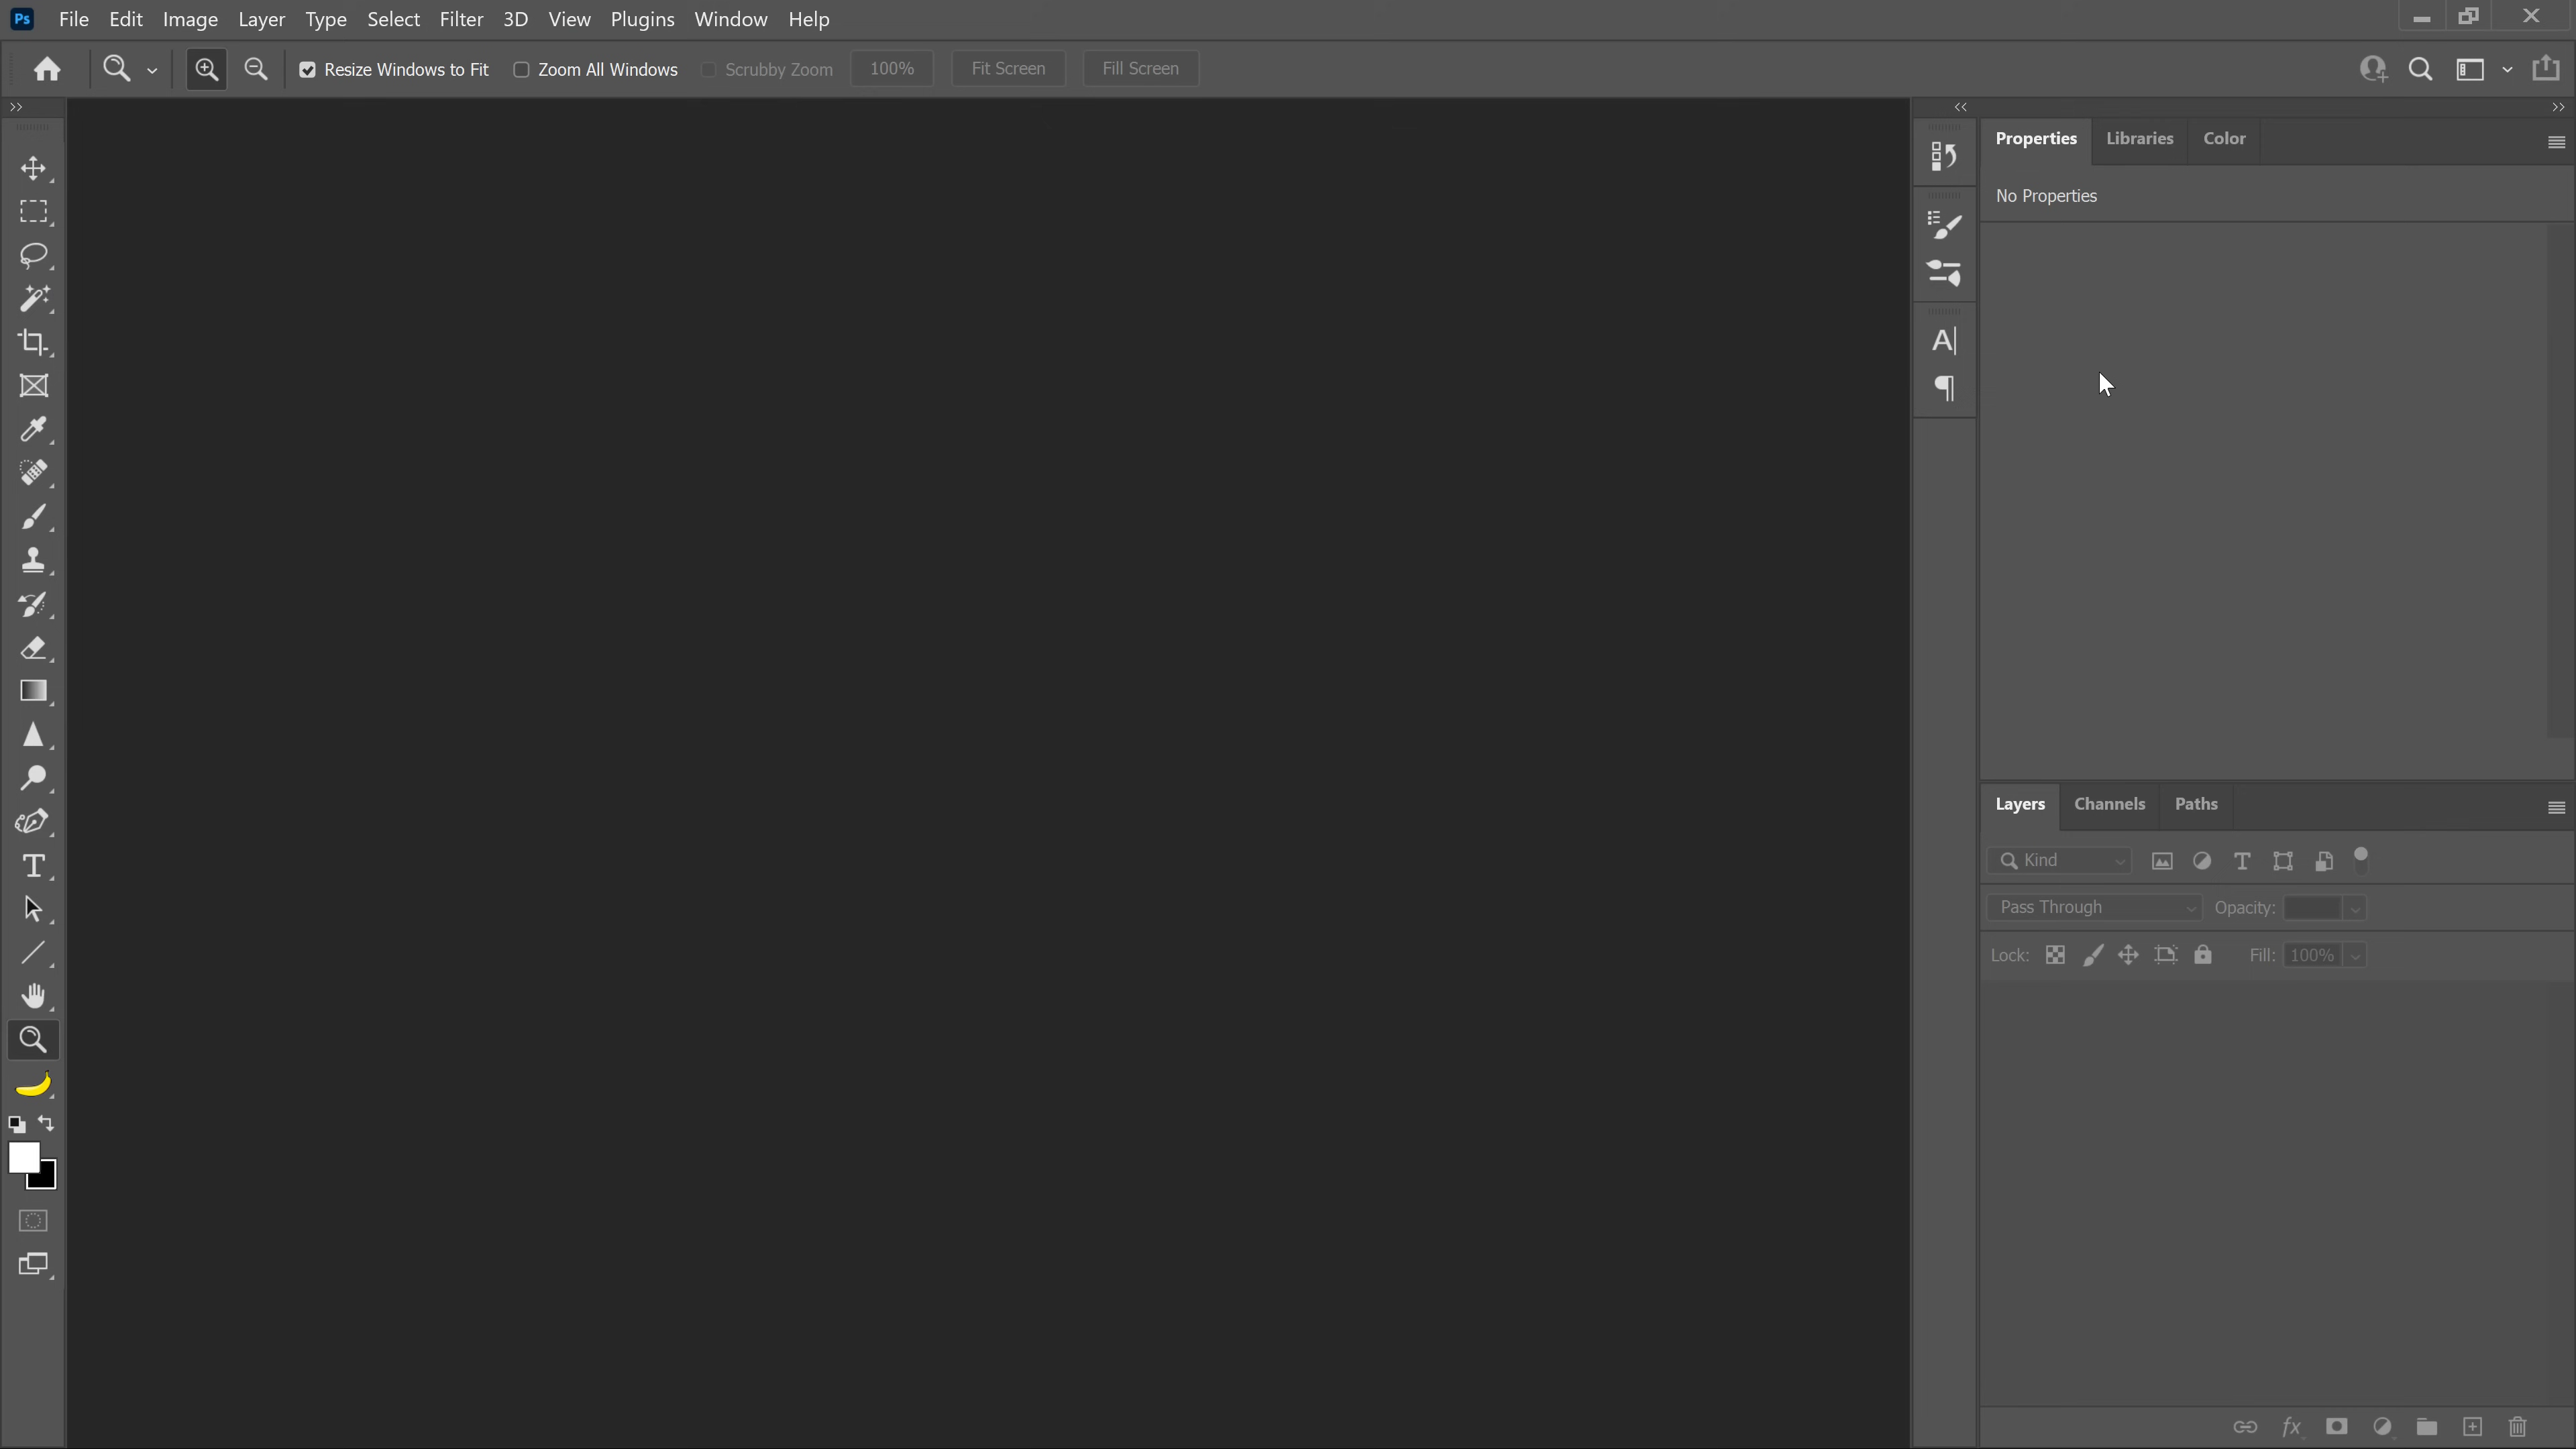 Ps File Edit Image Layer Type Select Filter 3D View Plugins Window Help
Resize Windows to Fit Zoom All Windows Scrubby Zoom 100% Fit Screen Fill Screen
Properties Libraries Color
No Properties
Layers Channels Paths
Kind
Pass Through Opacity:
Lock: Fill: 100%